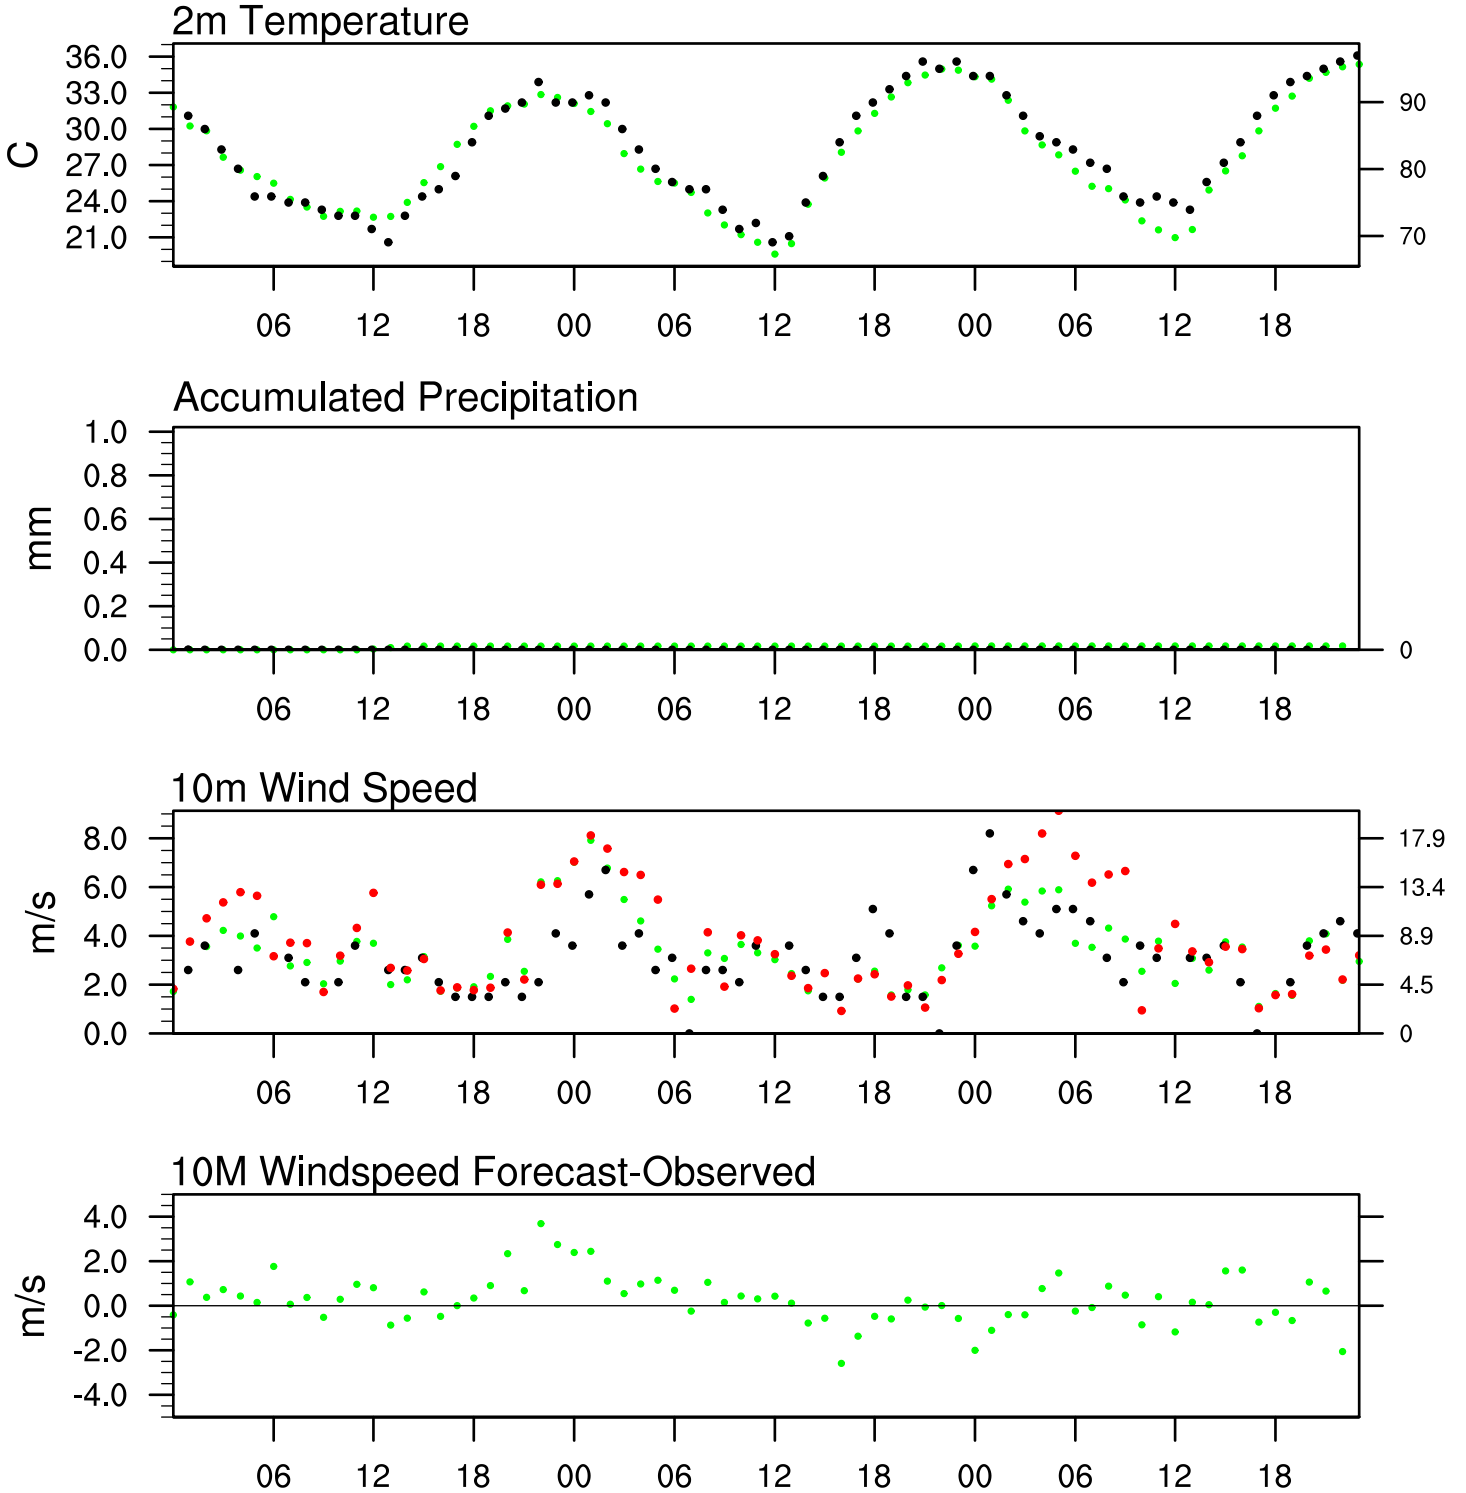 2m Temperature
36.0
33.0
30.0
27.0
24.0
21.0
C
90
80
70
06 12 18 00 06 12 18 00 06 12 18
Accumulated Precipitation
1.0
0.8
0.6
0.4
0.2
0.0
mm
0
06 12 18 00 06 12 18 00 06 12 18
10m Wind Speed
8.0
6.0
4.0
2.0
0.0
m/s
17.9
13.4
8.9
4.5
0
06 12 18 00 06 12 18 00 06 12 18
10M Windspeed Forecast-Observed
4.0
2.0
0.0
-2.0
-4.0
m/s
06 12 18 00 06 12 18 00 06 12 18